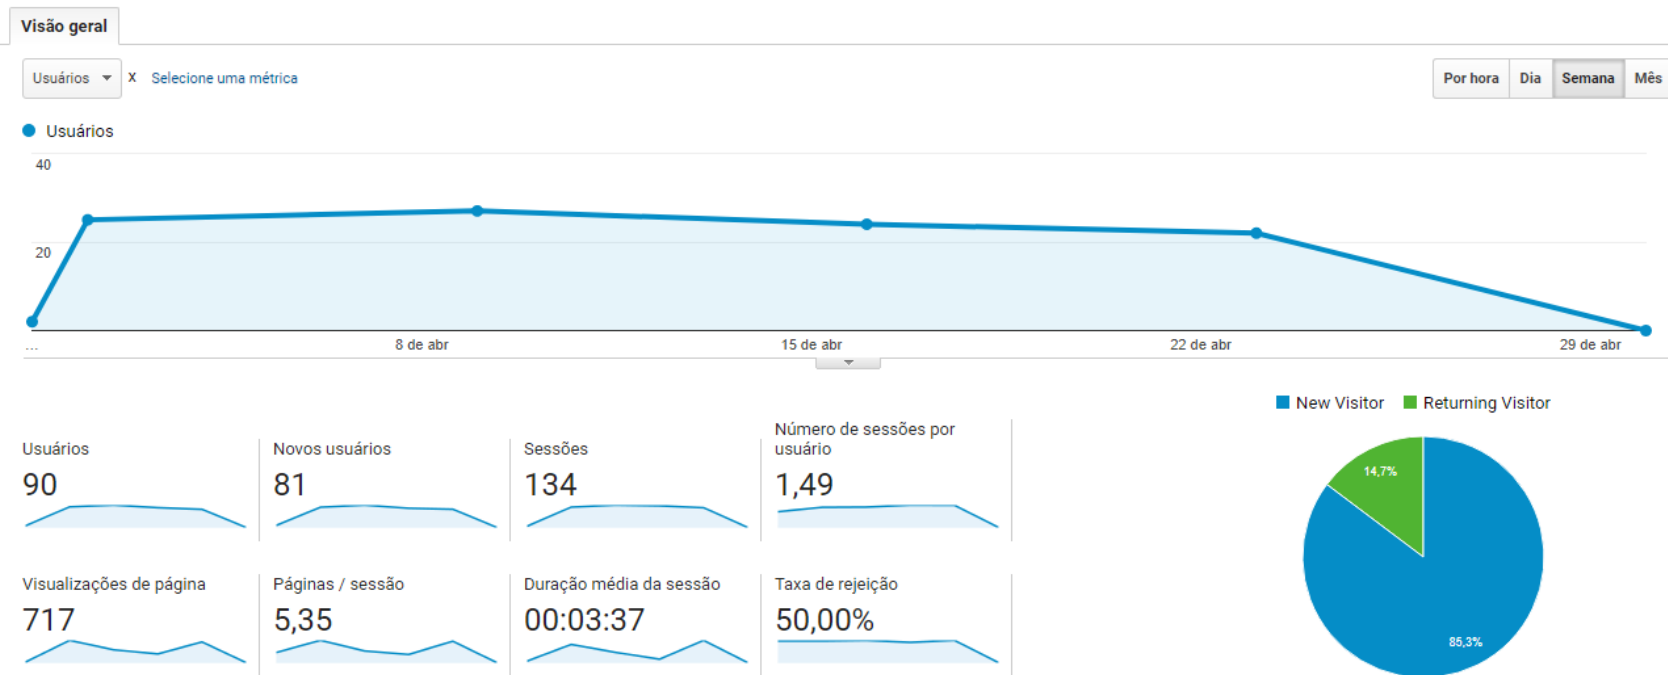 Visão geral
Usuários x Selecione uma métrica
Por hora Dia Semana Mês
Usuários
40
20
... 8 de abr 15 de abr 22 de abr 29 de abr
New Visitor Returning Visitor
Usuários
90
Novos usuários
81
Sessões
134
Número de sessões por
usuário
1,49
Visualizações de página
717
Páginas / sessão
5,35
Duração média da sessão
00:03:37
Taxa de rejeição
50,00%
14,7%
85,3%